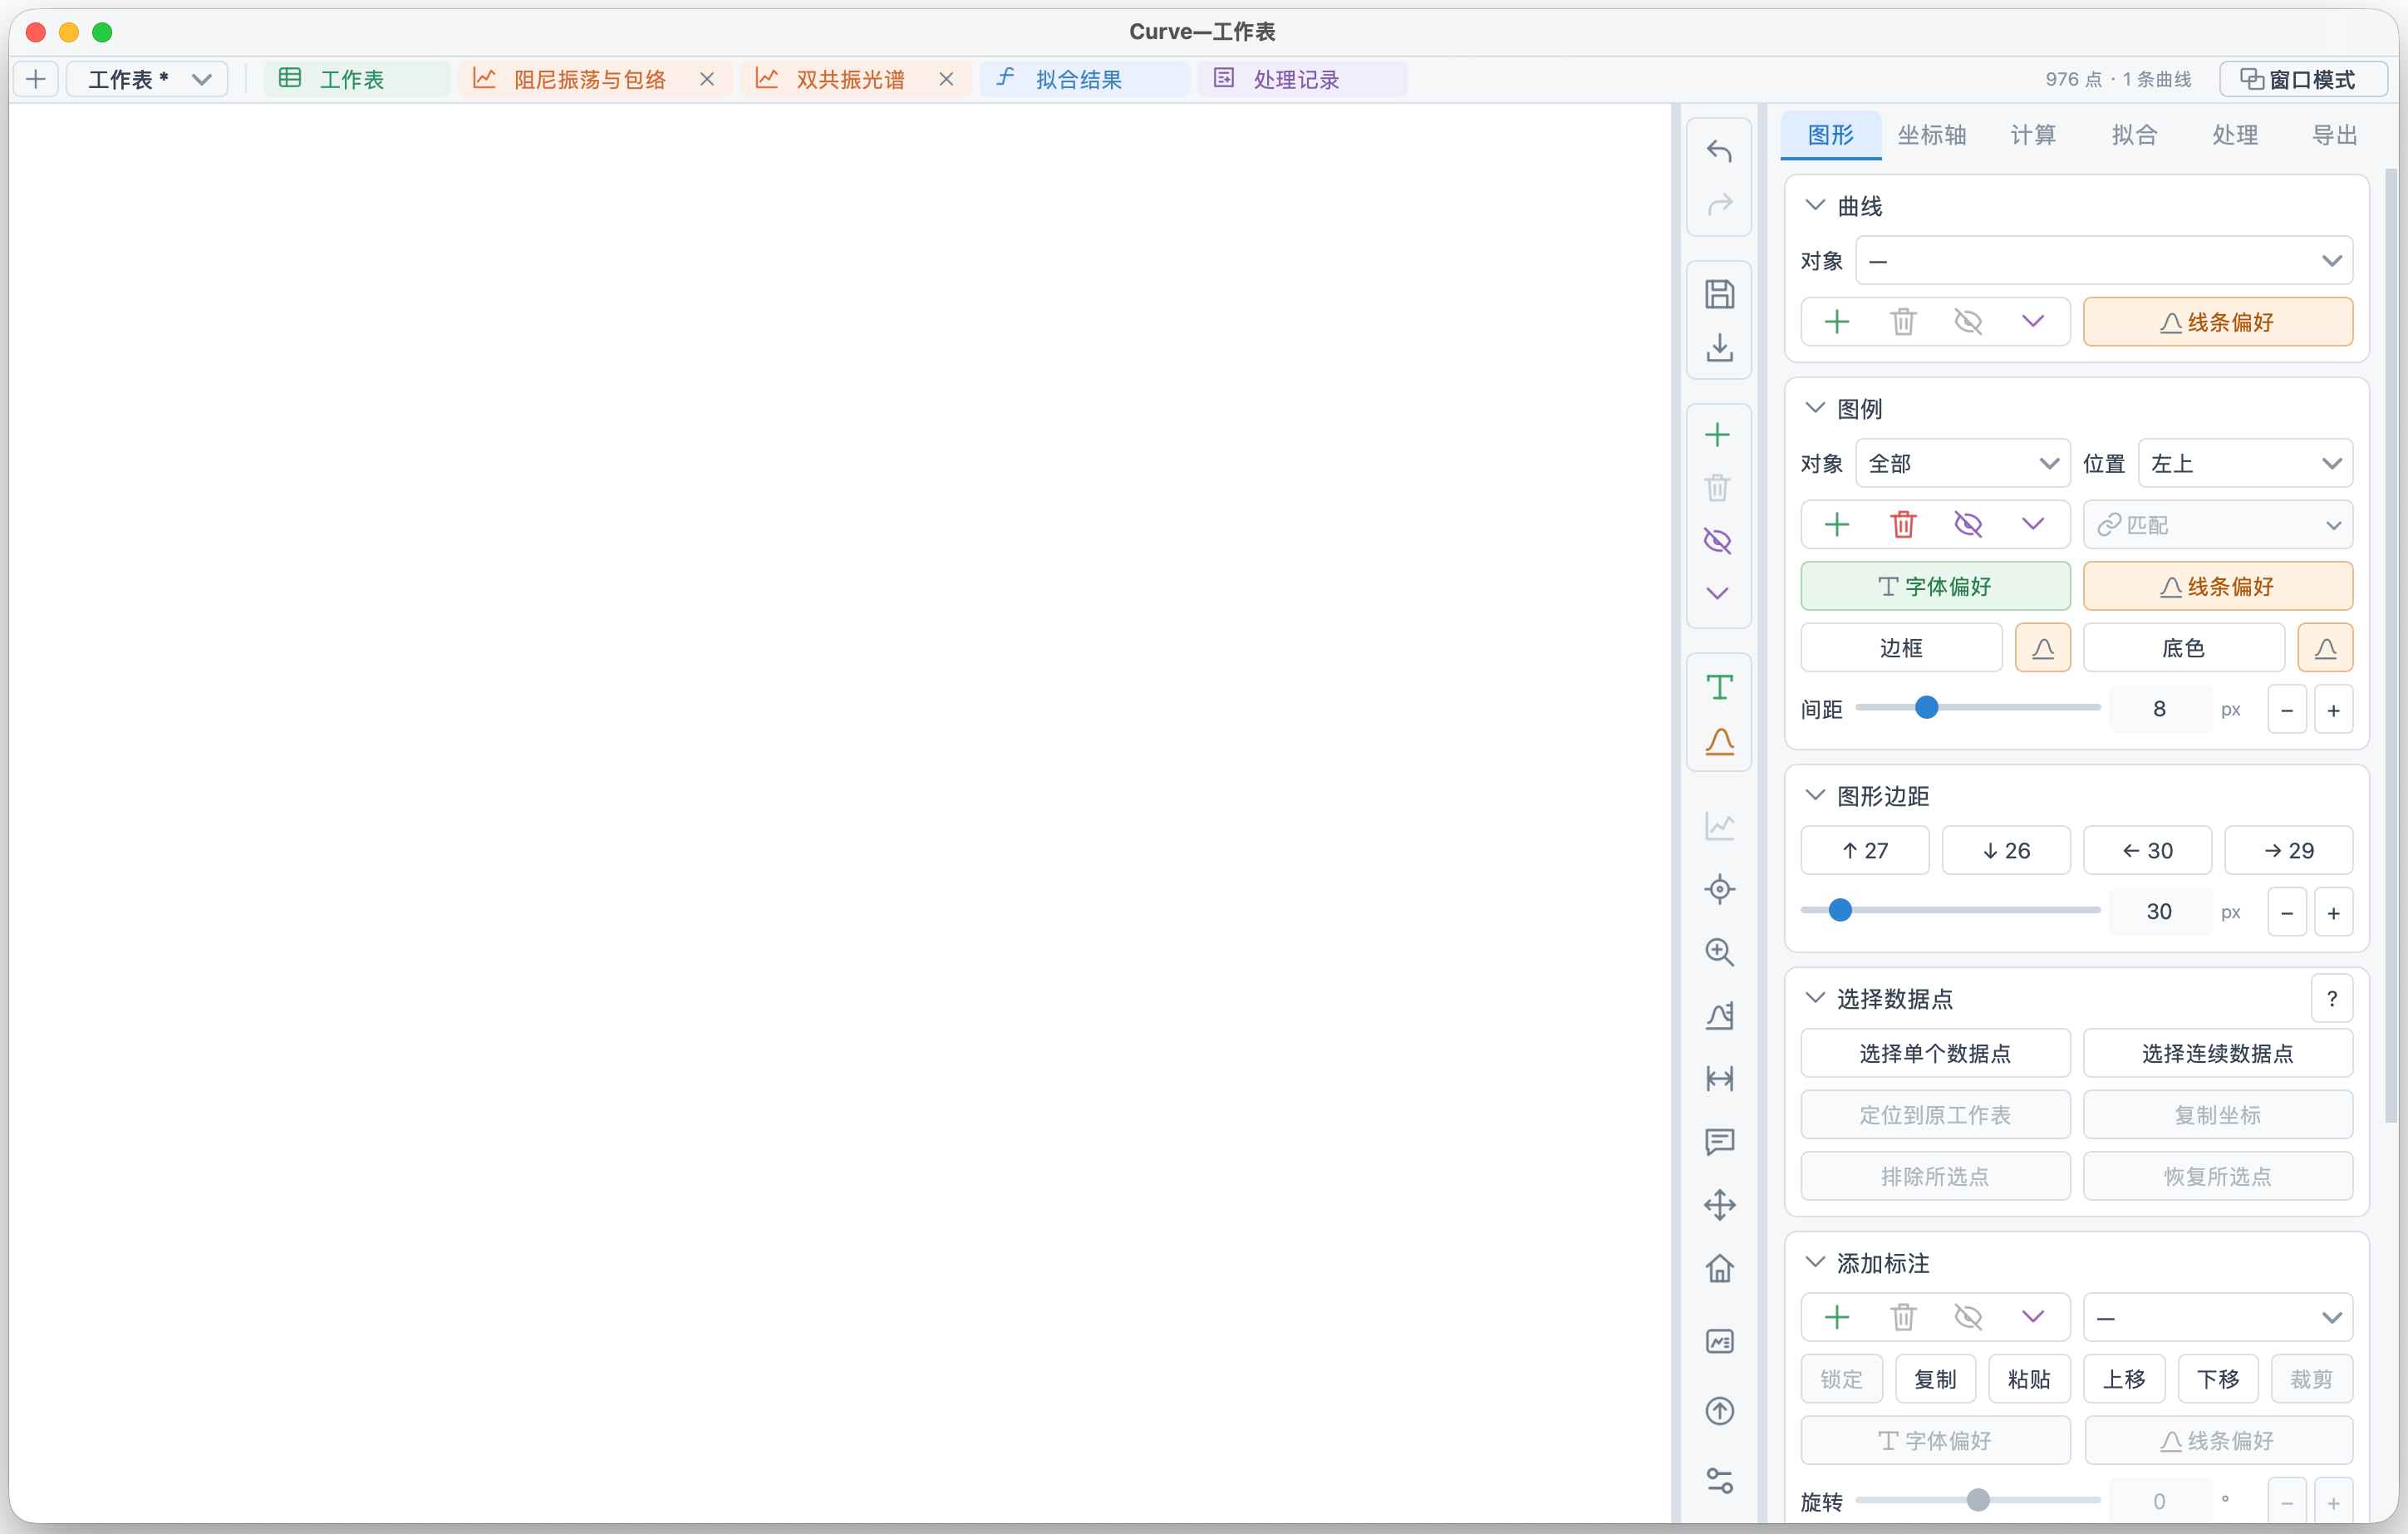 Curve—工作表
工作表 * 工作表 阻尼振荡与包络 双共振光谱 拟合结果 处理记录 976 点 · 1 条曲线 窗口模式
图形 坐标轴 计算 拟合 处理 导出
曲线
对象 —
线条偏好
图例
对象 全部 位置 左上
匹配
字体偏好 线条偏好
边框 底色
间距 8 px − +
图形边距
↑ 27 ↓ 26 ← 30 → 29
30 px − +
选择数据点 ?
选择单个数据点 选择连续数据点
定位到原工作表 复制坐标
排除所选点 恢复所选点
添加标注
—
锁定 复制 粘贴 上移 下移 裁剪
字体偏好 线条偏好
旋转 0 ° − +